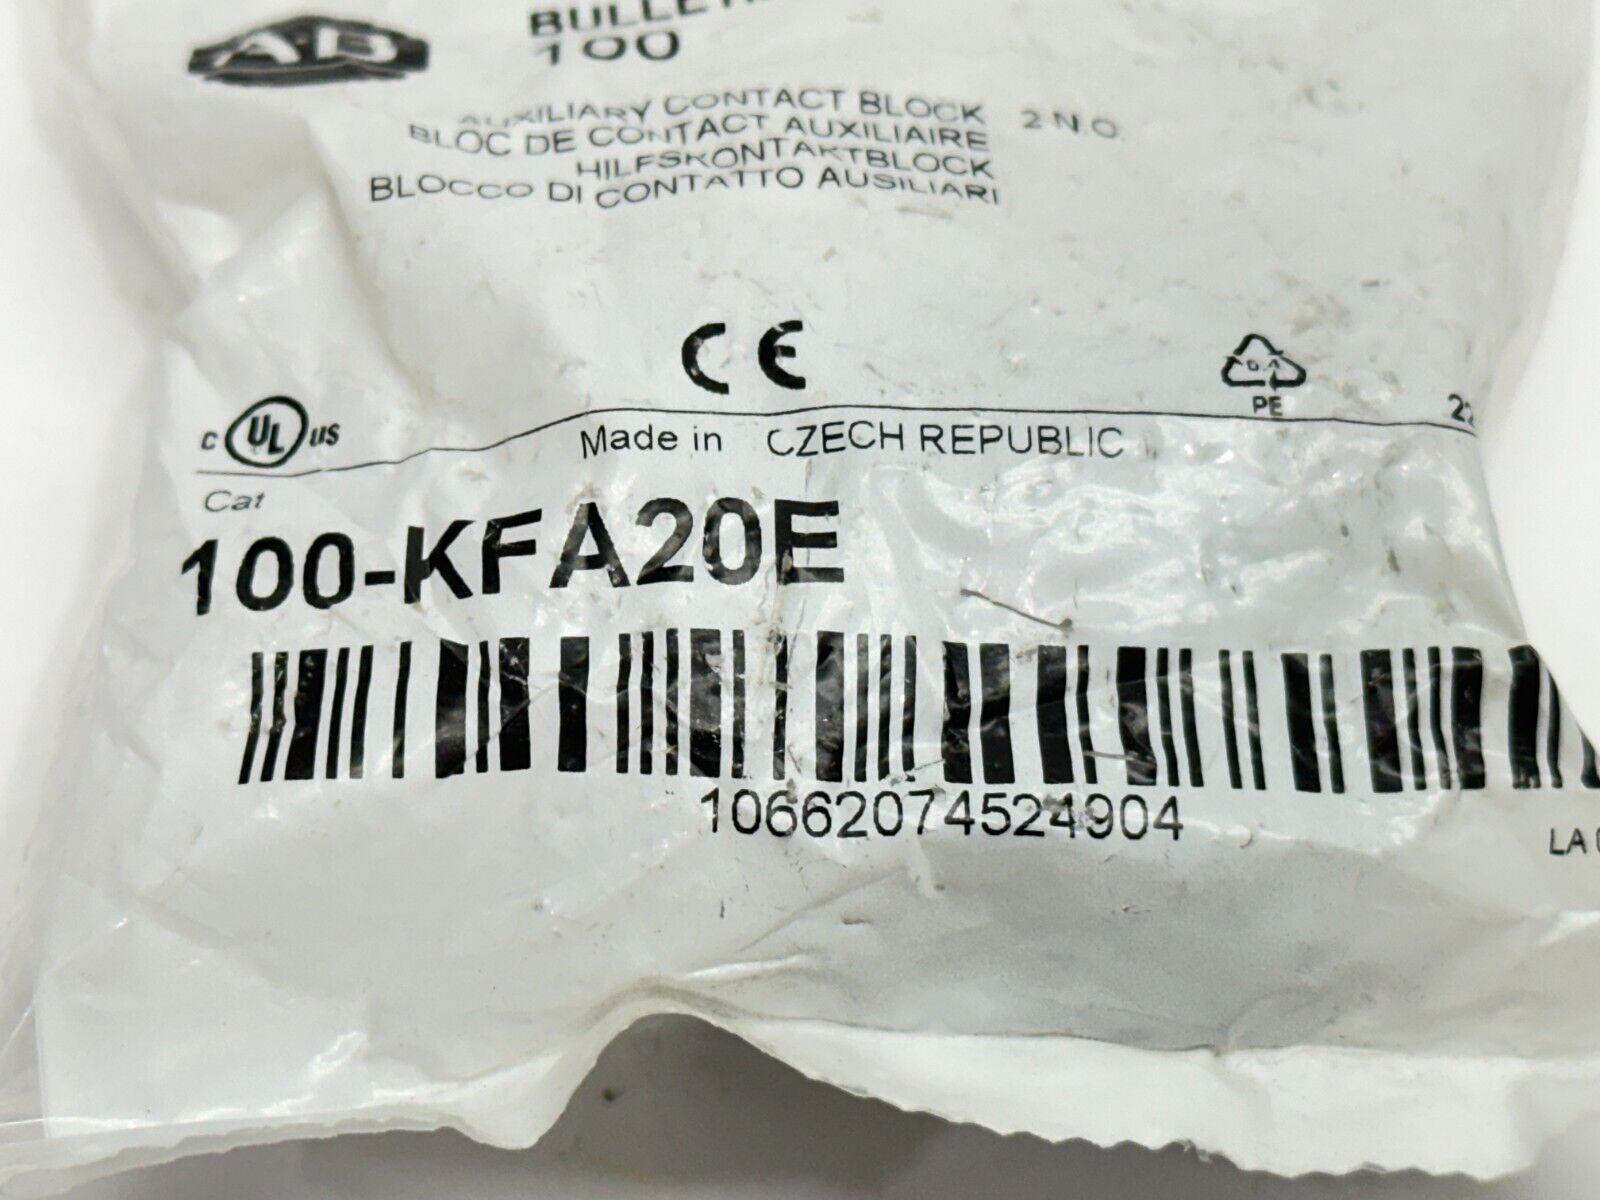 AB
100
AUXILIARY CONTACT BLOCK 2 N.O.
BLOC DE CONTACT AUXILIAIRE
HILFSKONTAKTBLOCK
BLOCCO DI CONTATTO AUSILIARI
CE
PE
c UL us
Made in CZECH REPUBLIC
Cat
100-KFA20E
10662074524904
LA